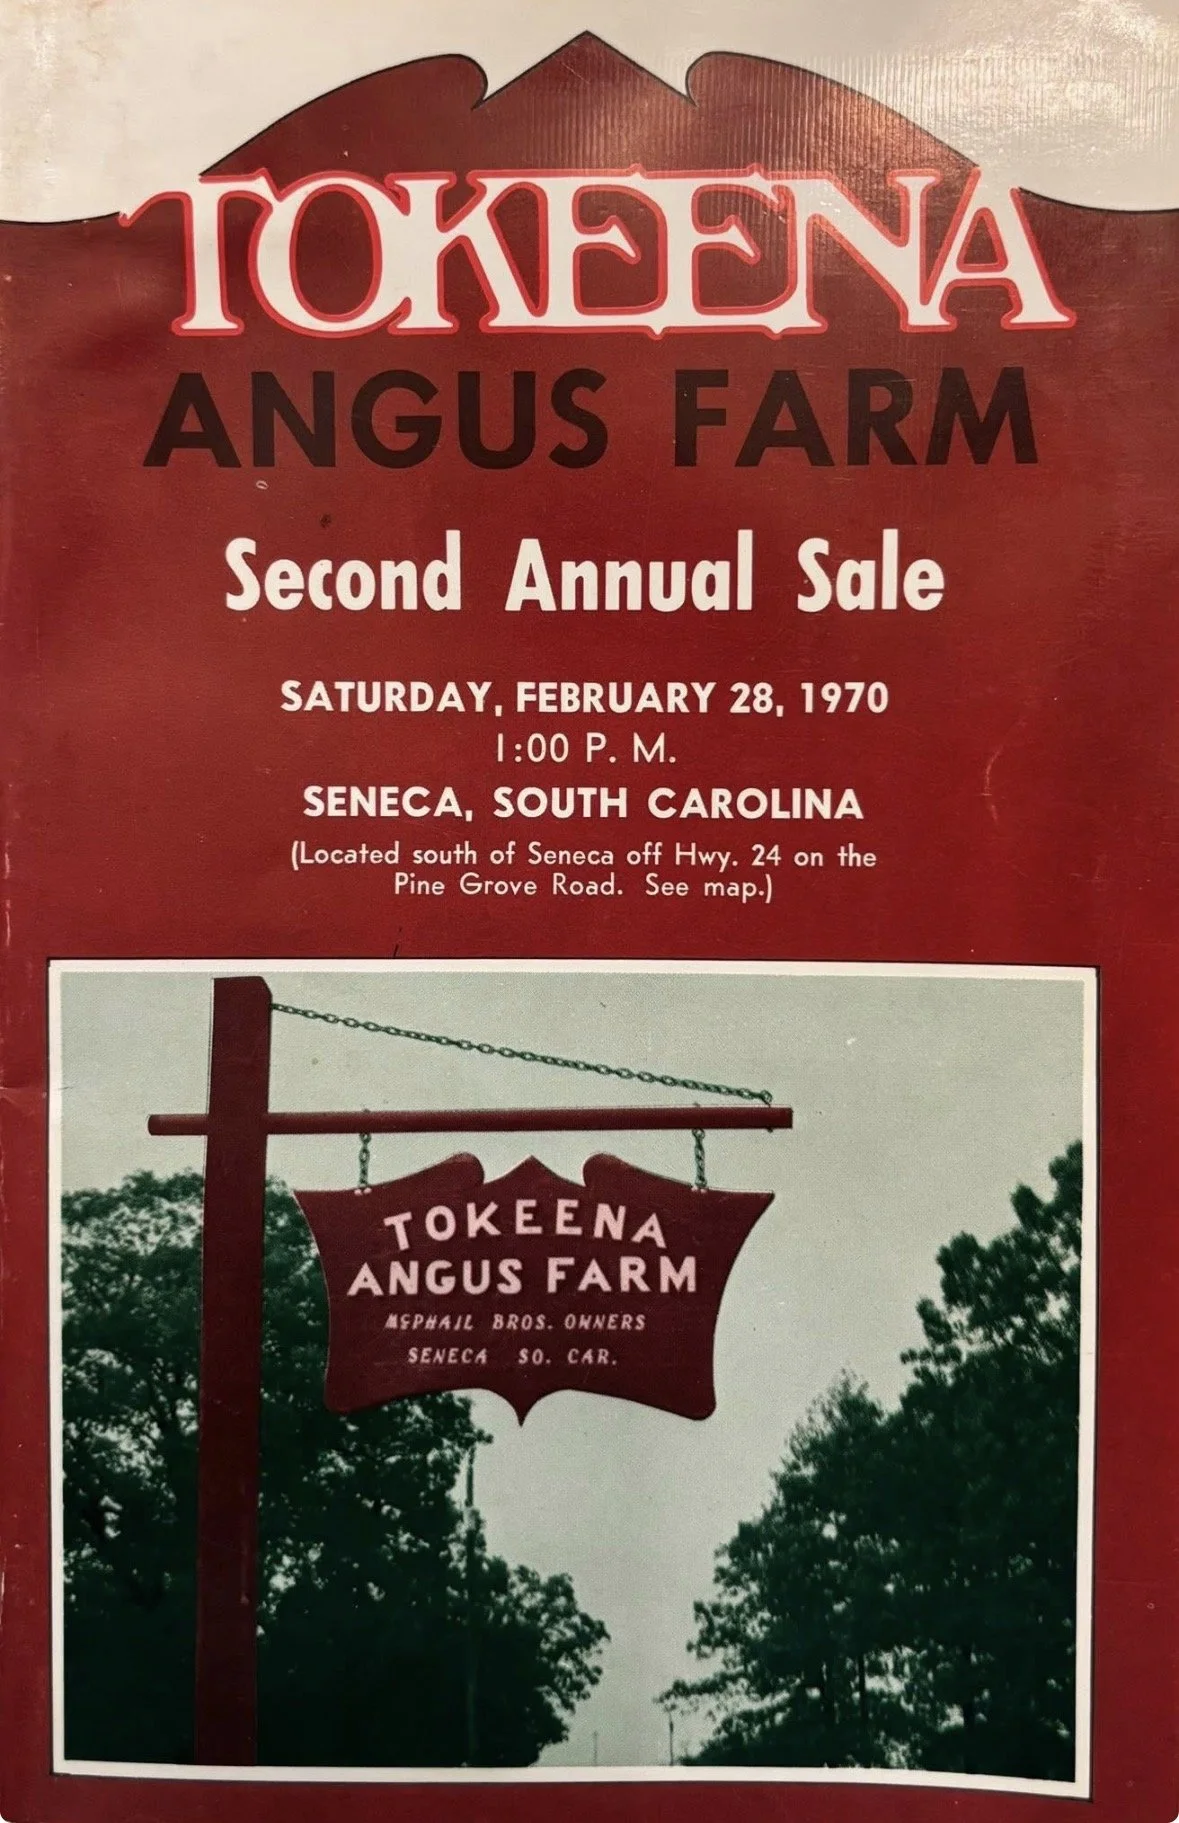 TOKEENA
ANGUS FARM
Second Annual Sale
SATURDAY, FEBRUARY 28, 1970
1:00 P. M.
SENECA, SOUTH CAROLINA
(Located south of Seneca off Hwy. 24 on the
Pine Grove Road. See map.)
TOKEENA
ANGUS FARM
MCPHAIL BROS. OWNERS
SENECA SO. CAR.